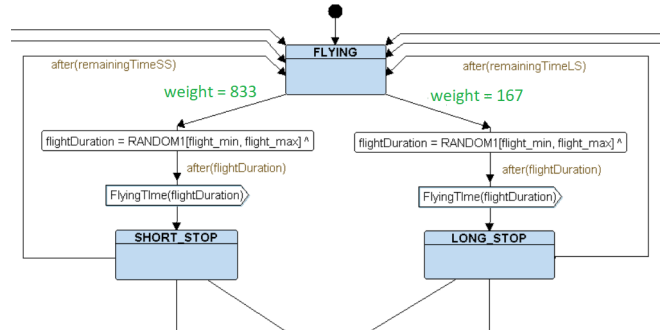 FLYING
after(remainingTimeSS)
after(remainingTimeLS)
weight = 833
weight = 167
flightDuration = RANDOM1[flight_min, flight_max] ^
flightDuration = RANDOM1[flight_min, flight_max] ^
after(flightDuration)
after(flightDuration)
FlyingTIme(flightDuration)
FlyingTIme(flightDuration)
SHORT_STOP
LONG_STOP